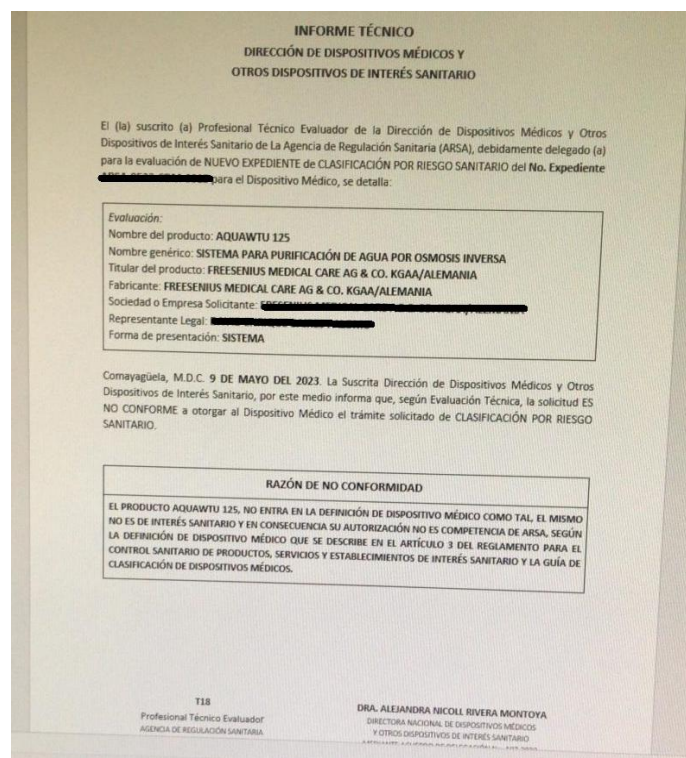 INFORME TÉCNICO
DIRECCIÓN DE DISPOSITIVOS MÉDICOS Y
OTROS DISPOSITIVOS DE INTERÉS SANITARIO
El (la) suscrito (a) Profesional Técnico Evaluador de la Dirección de Dispositivos Médicos y Otros
Dispositivos de Interés Sanitario de La Agencia de Regulación Sanitaria (ARSA), debidamente delegado (a)
para la evaluación de NUEVO EXPEDIENTE de CLASIFICACIÓN POR RIESGO SANITARIO del No. Expediente
para el Dispositivo Médico, se detalla:
Evaluación:
Nombre del producto: AQUAWTU 125
Nombre genérico: SISTEMA PARA PURIFICACIÓN DE AGUA POR OSMOSIS INVERSA
Titular del producto: FREESENIUS MEDICAL CARE AG & CO. KGAA/ALEMANIA
Fabricante: FREESENIUS MEDICAL CARE AG & CO. KGAA/ALEMANIA
Sociedad o Empresa Solicitante:
Representante Legal:
Forma de presentación: SISTEMA
Comayagüela, M.D.C. 9 DE MAYO DEL 2023. La Suscrita Dirección de Dispositivos Médicos y Otros
Dispositivos de Interés Sanitario, por este medio informa que, según Evaluación Técnica, la solicitud ES
NO CONFORME a otorgar al Dispositivo Médico el trámite solicitado de CLASIFICACIÓN POR RIESGO
SANITARIO.
RAZÓN DE NO CONFORMIDAD
EL PRODUCTO AQUAWTU 125, NO ENTRA EN LA DEFINICIÓN DE DISPOSITIVO MÉDICO COMO TAL, EL MISMO
NO ES DE INTERÉS SANITARIO Y EN CONSECUENCIA SU AUTORIZACIÓN NO ES COMPETENCIA DE ARSA, SEGÚN
LA DEFINICIÓN DE DISPOSITIVO MÉDICO QUE SE DESCRIBE EN EL ARTÍCULO 3 DEL REGLAMENTO PARA EL
CONTROL SANITARIO DE PRODUCTOS, SERVICIOS Y ESTABLECIMIENTOS DE INTERÉS SANITARIO Y LA GUÍA DE
CLASIFICACIÓN DE DISPOSITIVOS MÉDICOS.
T18
Profesional Técnico Evaluador
AGENCIA DE REGULACIÓN SANITARIA
DRA. ALEJANDRA NICOLL RIVERA MONTOYA
DIRECTORA NACIONAL DE DISPOSITIVOS MÉDICOS
Y OTROS DISPOSITIVOS DE INTERÉS SANITARIO